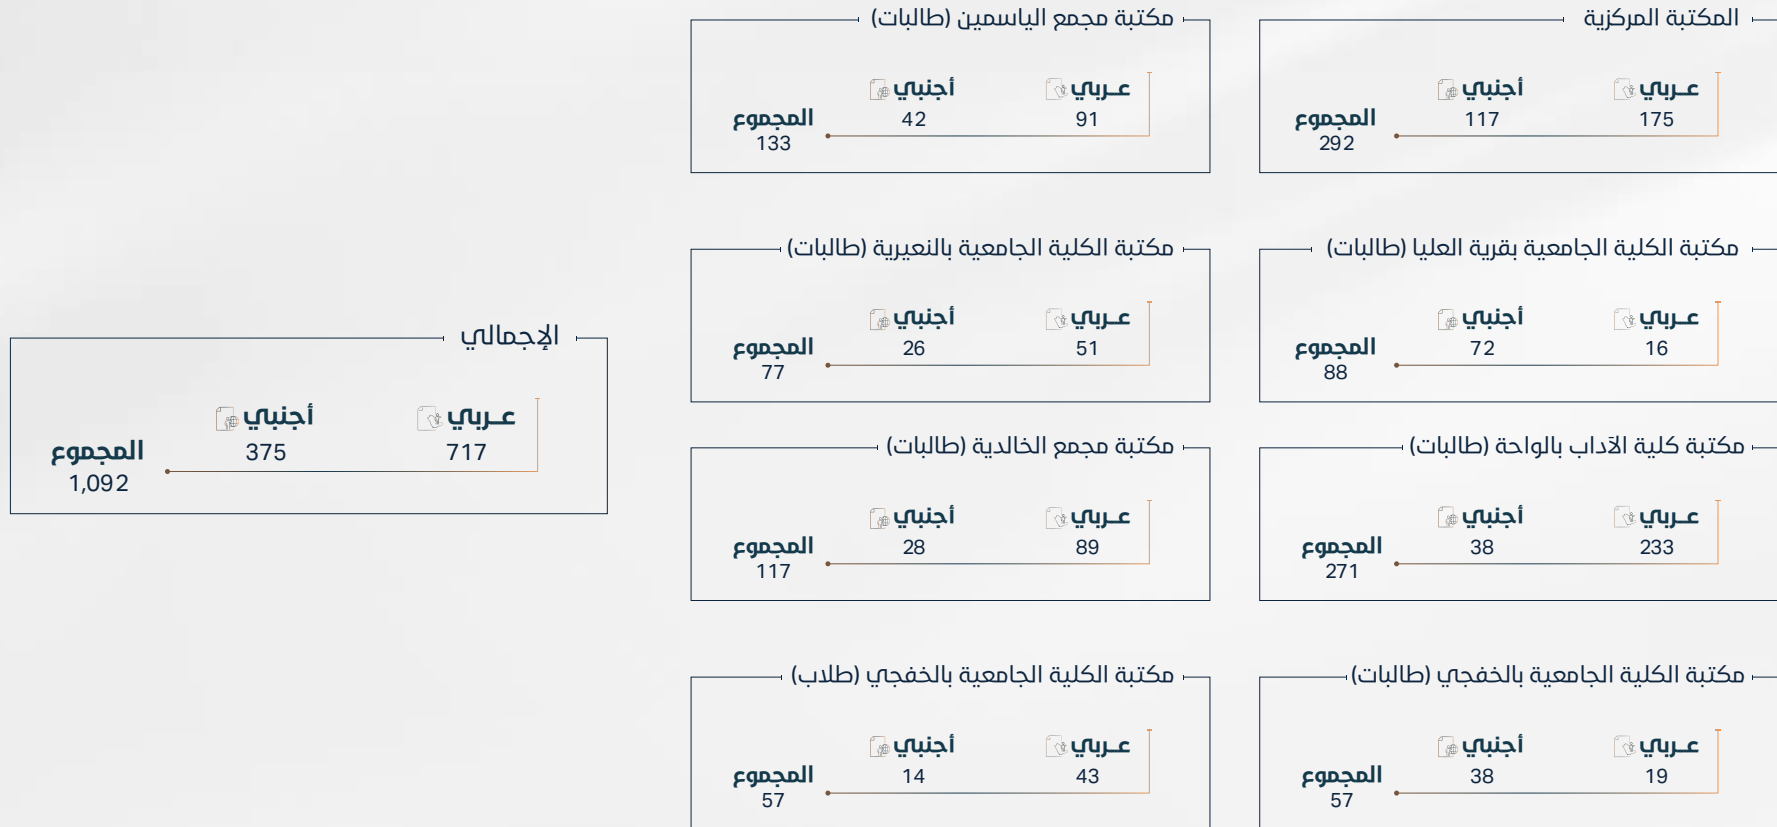 المكتبة المركزية
عـربي أجنبي
175 117
المجموع
292
مكتبة مجمع الياسمين (طالبات)
عـربي أجنبي
91 42
المجموع
133
مكتبة الكلية الجامعية بقرية العليا (طالبات)
عـربي أجنبي
16 72
المجموع
88
مكتبة الكلية الجامعية بالنعيرية (طالبات)
عـربي أجنبي
51 26
المجموع
77
مكتبة كلية الآداب بالواحة (طالبات)
عـربي أجنبي
233 38
المجموع
271
مكتبة مجمع الخالدية (طالبات)
عـربي أجنبي
89 28
المجموع
117
مكتبة الكلية الجامعية بالخفجي (طالبات)
عـربي أجنبي
19 38
المجموع
57
مكتبة الكلية الجامعية بالخفجي (طلاب)
عـربي أجنبي
43 14
المجموع
57
الإجمالي
عـربي أجنبي
717 375
المجموع
1,092